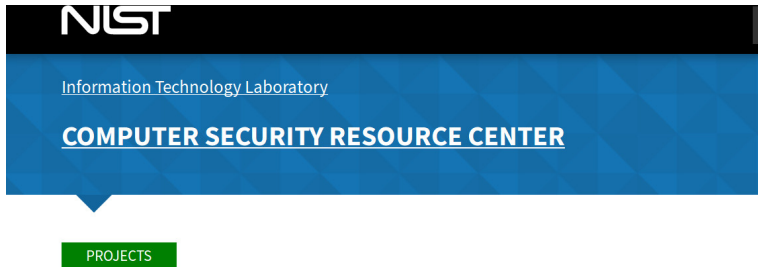 NIST
Information Technology Laboratory
COMPUTER SECURITY RESOURCE CENTER
PROJECTS